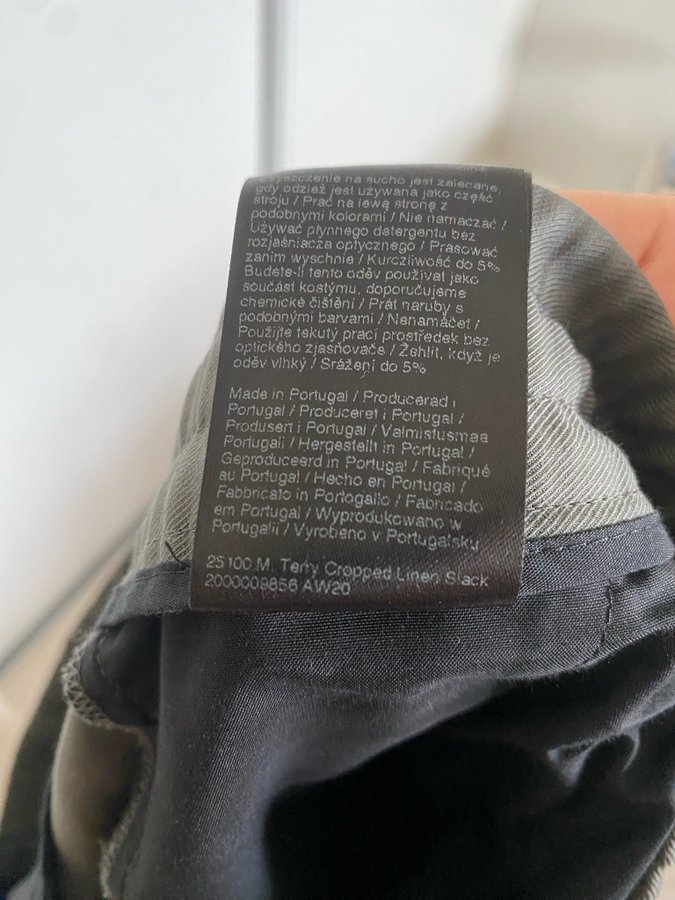 czyszczenie na sucho jest zalecane,
gdy odzież jest używana jako część
stroju / Prać na lewą stronę z
podobnymi kolorami / Nie namaczać /
Używać płynnego detergentu bez
rozjaśniacza optycznego / Prasować
zanim wyschnie / Kurczliwość do 5%
Budete-li tento oděv používat jako
součást kostýmu, doporučujeme
chemické čištění / Prát naruby s
podobnými barvami / Nenamáčet /
Použijte tekutý prací prostředek bez
optického zjasňovače / Žehlit, když je
oděv vlhký / Srážení do 5%
Made in Portugal / Producerad i
Portugal / Produceret i Portugal /
Produsert i Portugal / Valmistusmaa
Portugali / Hergestellt in Portugal /
Geproduceerd in Portugal / Fabriqué
au Portugal / Hecho en Portugal /
Fabbricato in Portogallo / Fabricado
em Portugal / Wyprodukowano w
Portugalii / Vyrobeno v Portugalsku
25100 M. Terry Cropped Linen Slack
2000009856 AW20